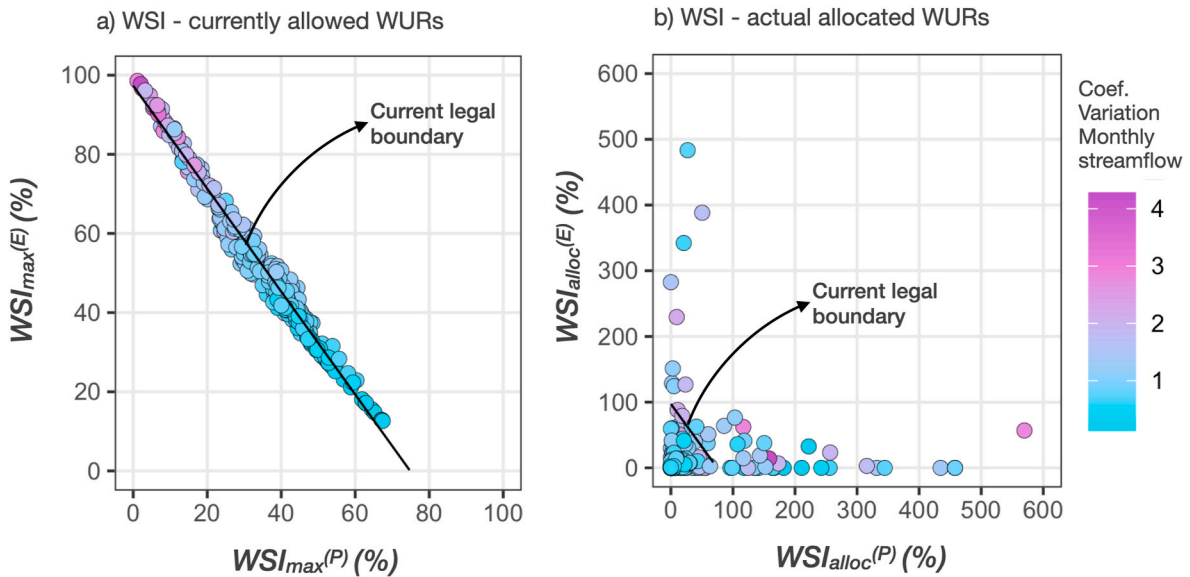 a) WSI - currently allowed WURs
100
80
60
40
20
0
WSImax(E) (%)
Current legal
boundary
0 20 40 60 80 100
WSImax(P) (%)
b) WSI - actual allocated WURs
600
500
400
300
200
100
0
WSIalloc(E) (%)
Current legal
boundary
0 100 200 300 400 500 600
WSIalloc(P) (%)
Coef.
Variation
Monthly
streamflow
4
3
2
1